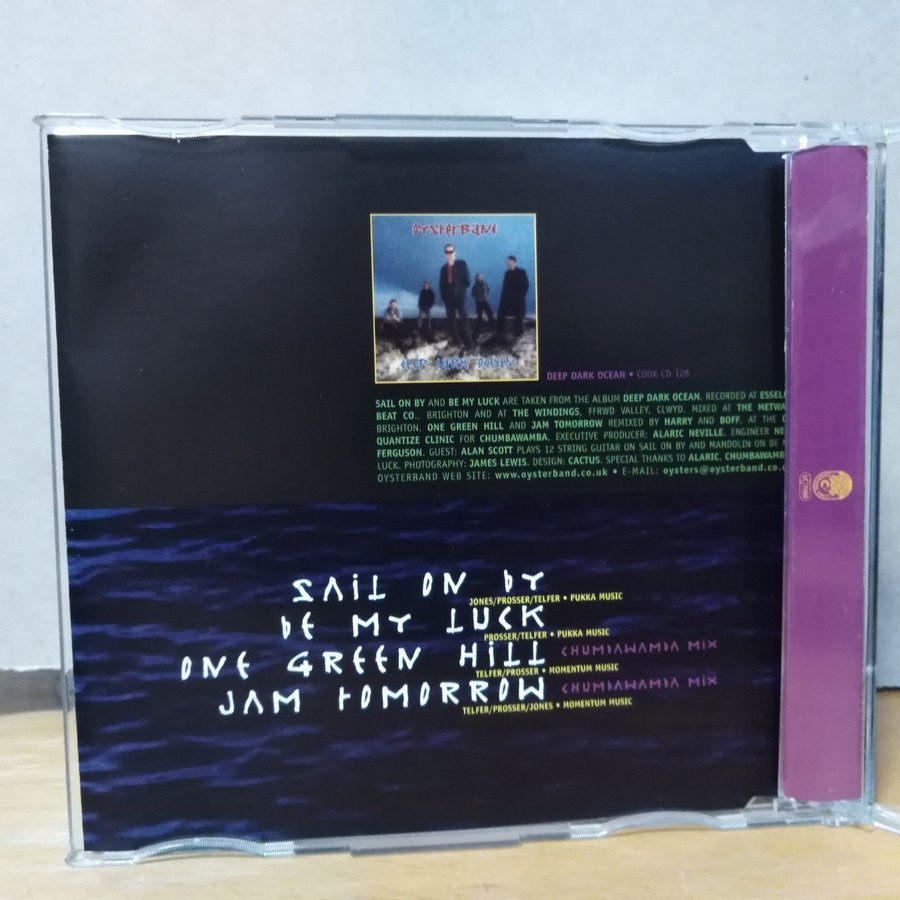 OYSTERBAND
DEEP DARK OCEAN
DEEP DARK OCEAN • COOK CD 128
SAIL ON BY AND BE MY LUCK ARE TAKEN FROM THE ALBUM DEEP DARK OCEAN. RECORDED AT
BEAT CO., BRIGHTON AND AT THE WINDINGS, FFRWD VALLEY, CLWYD. MIXED AT THE
BRIGHTON. ONE GREEN HILL AND JAM TOMORROW REMIXED BY HARRY AND BOFF, AT THE
QUANTIZE CLINIC FOR CHUMBAWAMBA. EXECUTIVE PRODUCER: ALARIC NEVILLE. ENGINEER
FERGUSON. GUEST: ALAN SCOTT PLAYS 12 STRING GUITAR ON SAIL ON BY AND MANDOLIN ON BE
LUCK. PHOTOGRAPHY: JAMES LEWIS. DESIGN: CACTUS. SPECIAL THANKS TO ALARIC.
OYSTERBAND WEB SITE: www.oysterband.co.uk • E-MAIL: oysters@oysterband.co.
SAIL ON BY
JONES/PROSSER/TELFER • PUKKA MUSIC
BE MY LUCK
PROSSER/TELFER • PUKKA MUSIC
ONE GREEN HILL CHUMBAWAMBA MIX
TELFER/PROSSER • MOMENTUM MUSIC
JAM TOMORROW CHUMBAWAMBA MIX
TELFER/PROSSER/JONES • MOMENTUM MUSIC